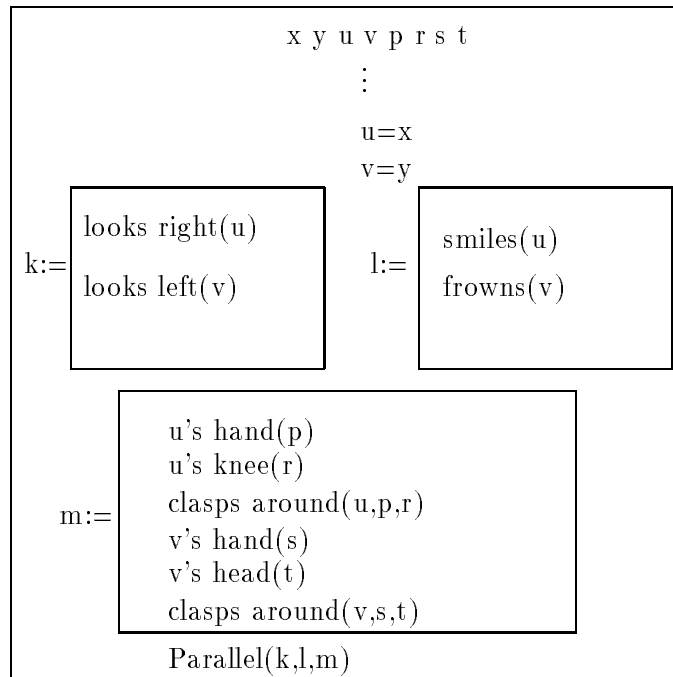 x y u v p r s t
⋮
u=x
v=y
k:=
looks right(u)
looks left(v)
l:=
smiles(u)
frowns(v)
m:=
u's hand(p)
u's knee(r)
clasps around(u,p,r)
v's hand(s)
v's head(t)
clasps around(v,s,t)
Parallel(k,l,m)